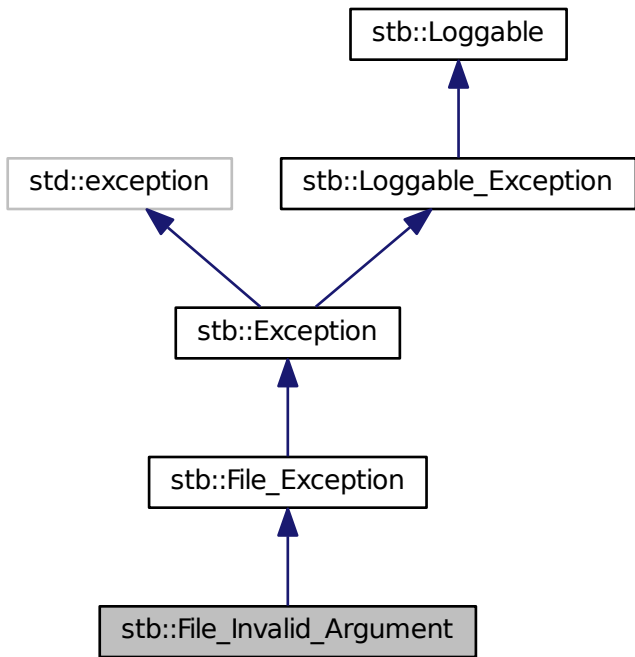 stb::Loggable
std::exception
stb::Loggable_Exception
stb::Exception
stb::File_Exception
stb::File_Invalid_Argument